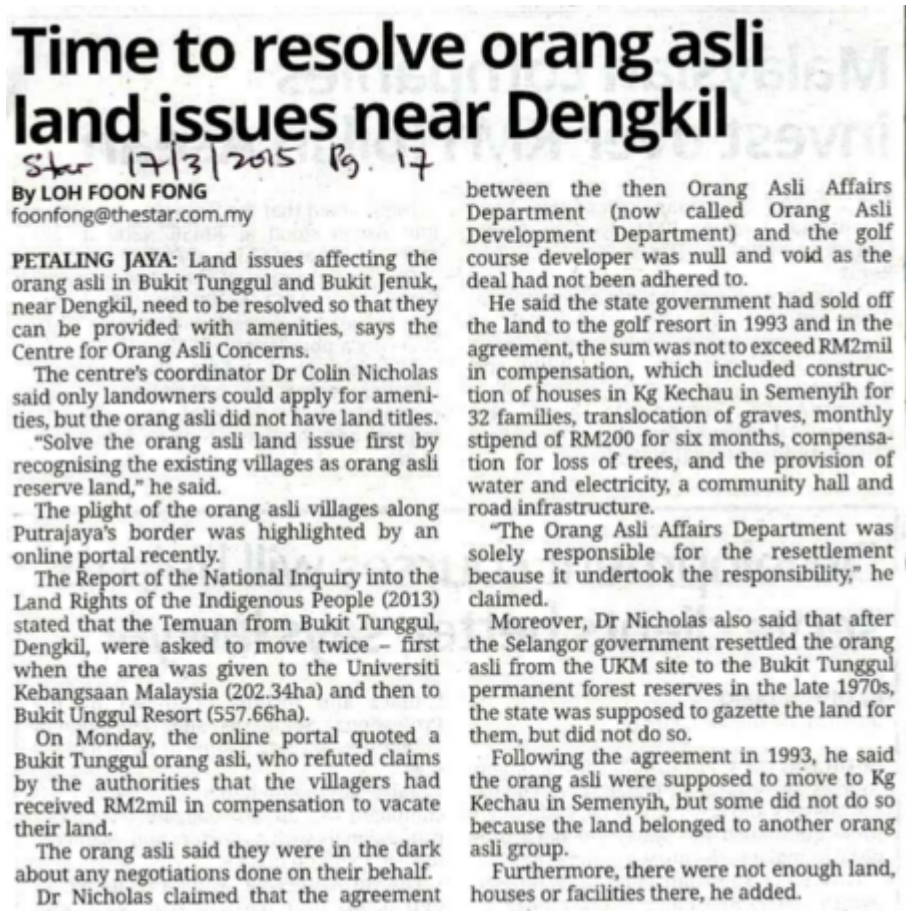 Time to resolve orang asli
land issues near Dengkil
Star 17/3/2015 Pg. 17
By LOH FOON FONG
foonfong@thestar.com.my
PETALING JAYA: Land issues affecting the
orang asli in Bukit Tunggul and Bukit Jenuk,
near Dengkil, need to be resolved so that they
can be provided with amenities, says the
Centre for Orang Asli Concerns.
The centre's coordinator Dr Colin Nicholas
said only landowners could apply for ameni-
ties, but the orang asli did not have land titles.
"Solve the orang asli land issue first by
recognising the existing villages as orang asli
reserve land," he said.
The plight of the orang asli villages along
Putrajaya's border was highlighted by an
online portal recently.
The Report of the National Inquiry into the
Land Rights of the Indigenous People (2013)
stated that the Temuan from Bukit Tunggul,
Dengkil, were asked to move twice – first
when the area was given to the Universiti
Kebangsaan Malaysia (202.34ha) and then to
Bukit Unggul Resort (557.66ha).
On Monday, the online portal quoted a
Bukit Tunggul orang asli, who refuted claims
by the authorities that the villagers had
received RM2mil in compensation to vacate
their land.
The orang asli said they were in the dark
about any negotiations done on their behalf.
Dr Nicholas claimed that the agreement
between the then Orang Asli Affairs
Department (now called Orang Asli
Development Department) and the golf
course developer was null and void as the
deal had not been adhered to.
He said the state government had sold off
the land to the golf resort in 1993 and in the
agreement, the sum was not to exceed RM2mil
in compensation, which included construc-
tion of houses in Kg Kechau in Semenyih for
32 families, translocation of graves, monthly
stipend of RM200 for six months, compensa-
tion for loss of trees, and the provision of
water and electricity, a community hall and
road infrastructure.
"The Orang Asli Affairs Department was
solely responsible for the resettlement
because it undertook the responsibility," he
claimed.
Moreover, Dr Nicholas also said that after
the Selangor government resettled the orang
asli from the UKM site to the Bukit Tunggul
permanent forest reserves in the late 1970s,
the state was supposed to gazette the land for
them, but did not do so.
Following the agreement in 1993, he said
the orang asli were supposed to move to Kg
Kechau in Semenyih, but some did not do so
because the land belonged to another orang
asli group.
Furthermore, there were not enough land,
houses or facilities there, he added.